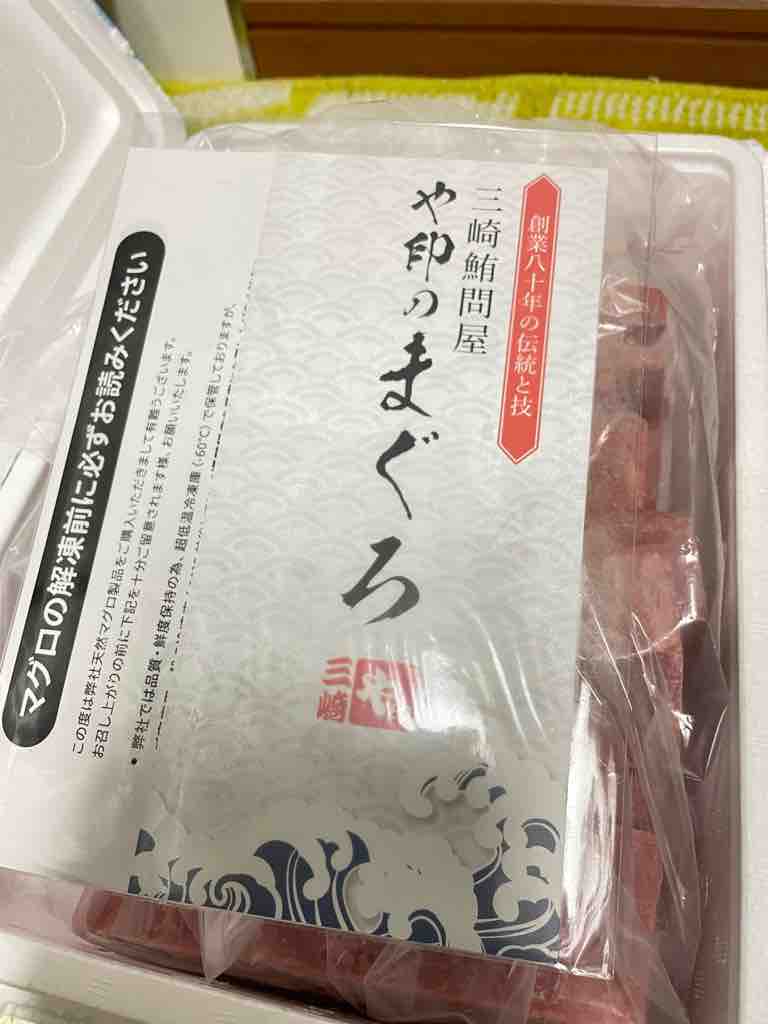 創業八十年の伝統と技
三崎鮪問屋
や印のまぐろ
三崎
マグロの解凍前に必ずお読みください
この度は弊社天然マグロ製品をご購入いただきまして有難うございます。
お召し上がりの前に下記を十分ご留意されます様、お願いいたします。
• 弊社では品質・鮮度保持の為、超低温冷凍庫(-60℃)で保管しておりますが、